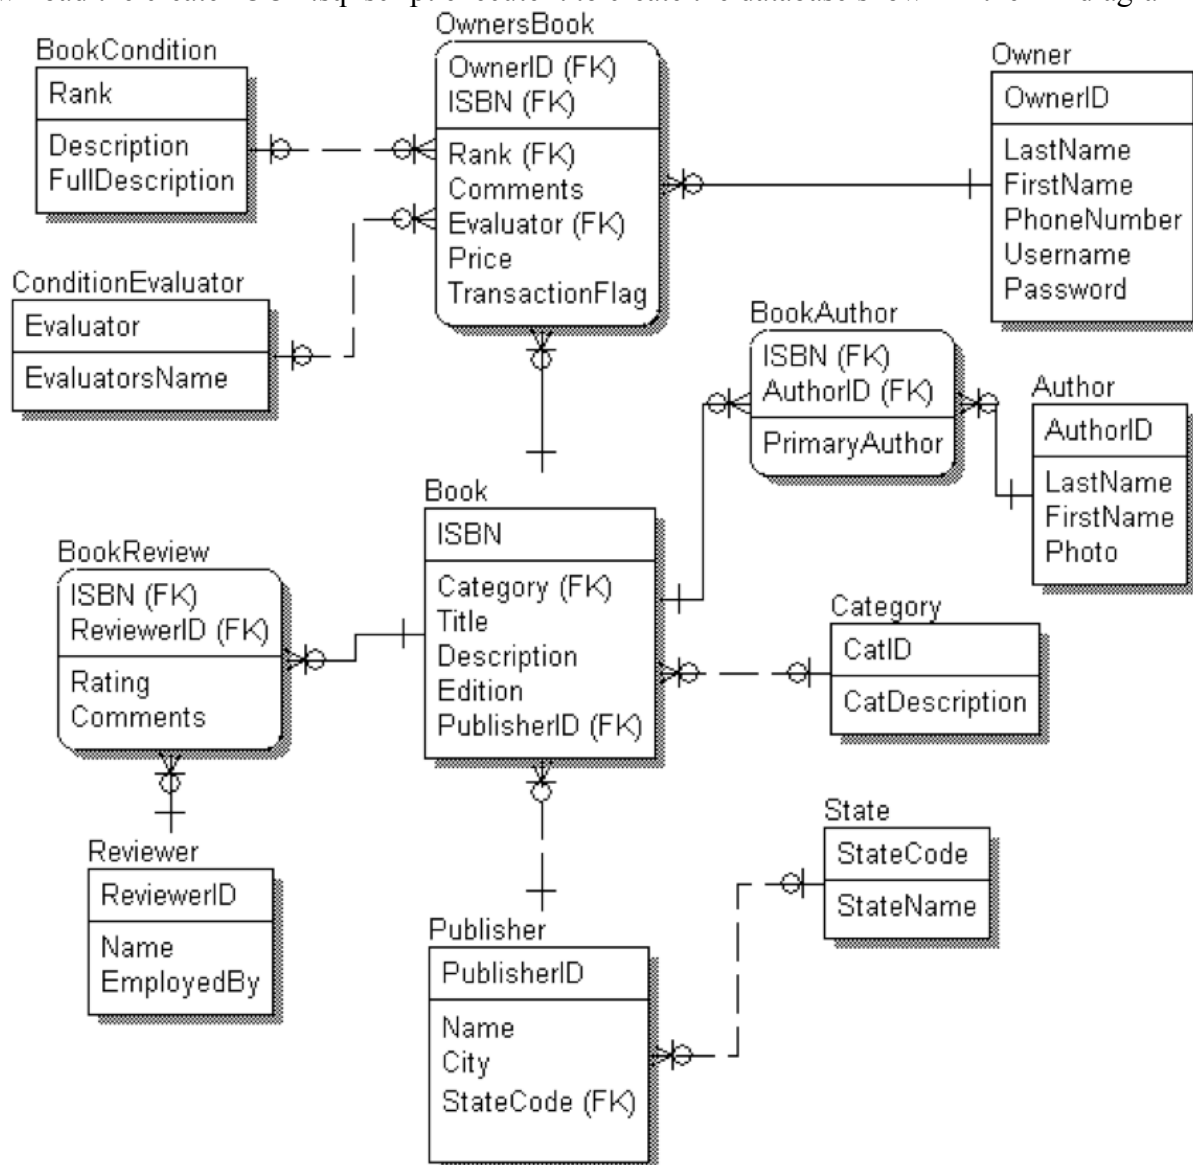 OwnersBook
OwnerID (FK)
ISBN (FK)
Rank (FK)
Comments
Evaluator (FK)
Price
TransactionFlag
BookCondition
Rank
Description
FullDescription
Owner
OwnerID
LastName
FirstName
PhoneNumber
Username
Password
ConditionEvaluator
Evaluator
EvaluatorsName
BookAuthor
ISBN (FK)
AuthorID (FK)
PrimaryAuthor
Author
AuthorID
LastName
FirstName
Photo
Book
ISBN
Category (FK)
Title
Description
Edition
PublisherID (FK)
BookReview
ISBN (FK)
ReviewerID (FK)
Rating
Comments
Category
CatID
CatDescription
Reviewer
ReviewerID
Name
EmployedBy
State
StateCode
StateName
Publisher
PublisherID
Name
City
StateCode (FK)